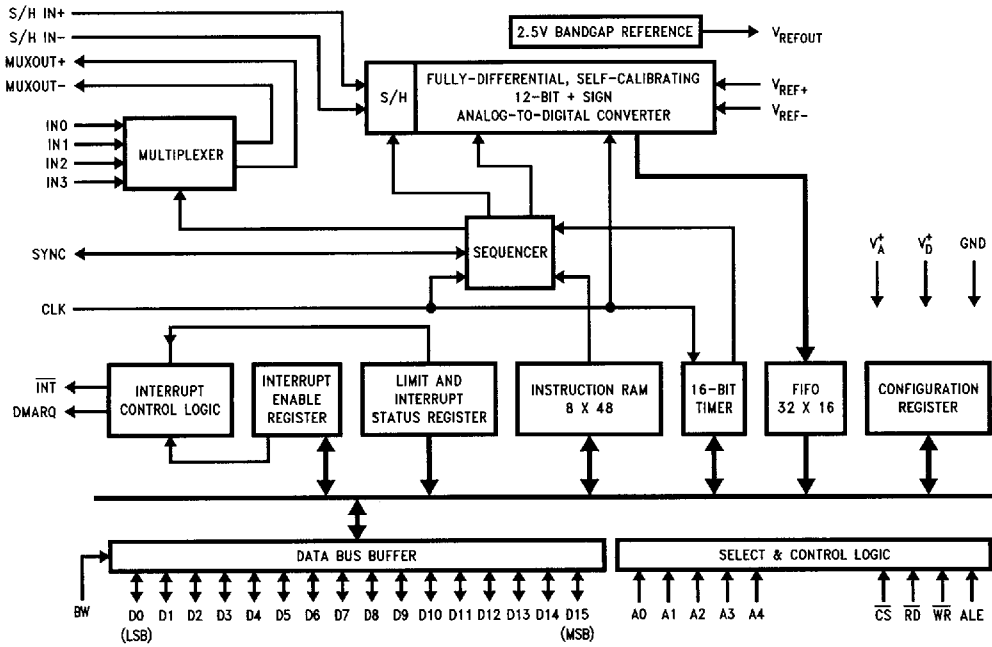 S/H IN+
S/H IN-
MUXOUT+
MUXOUT-
2.5V BANDGAP REFERENCE
VREFOUT
S/H
FULLY-DIFFERENTIAL, SELF-CALIBRATING
12-BIT + SIGN
ANALOG-TO-DIGITAL CONVERTER
VREF+
VREF-
IN0
IN1
IN2
IN3
MULTIPLEXER
SYNC
SEQUENCER
VA+
VD+
GND
CLK
INT
DMARQ
INTERRUPT
CONTROL LOGIC
INTERRUPT
ENABLE
REGISTER
LIMIT AND
INTERRUPT
STATUS REGISTER
INSTRUCTION RAM
8 X 48
16-BIT
TIMER
FIFO
32 X 16
CONFIGURATION
REGISTER
DATA BUS BUFFER
SELECT & CONTROL LOGIC
BW
D0 D1 D2 D3 D4 D5 D6 D7 D8 D9 D10 D11 D12 D13 D14 D15
(LSB) (MSB)
A0 A1 A2 A3 A4
CS RD WR ALE